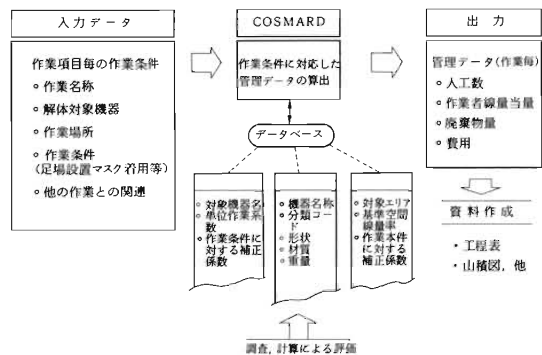 入力データ
作業項目毎の作業条件
作業名称
解体対象機器
作業場所
作業条件
(足場設置マスク着用等)
他の作業との関連
COSMARD
作業条件に対応した
管理データの算出
データベース
対象機器名
単位作業系
数
作業条件に
対する補正
係数
機器名称
分類コー
ド
形状
材質
重量
対象エリア
基準空間
線量率
作業本件
に対する
補正係数
調査,計算による評価
出力
管理データ(作業毎)
人工数
作業者線量当量
廃棄物量
費用
資料作成
・工程表
・山積図,他